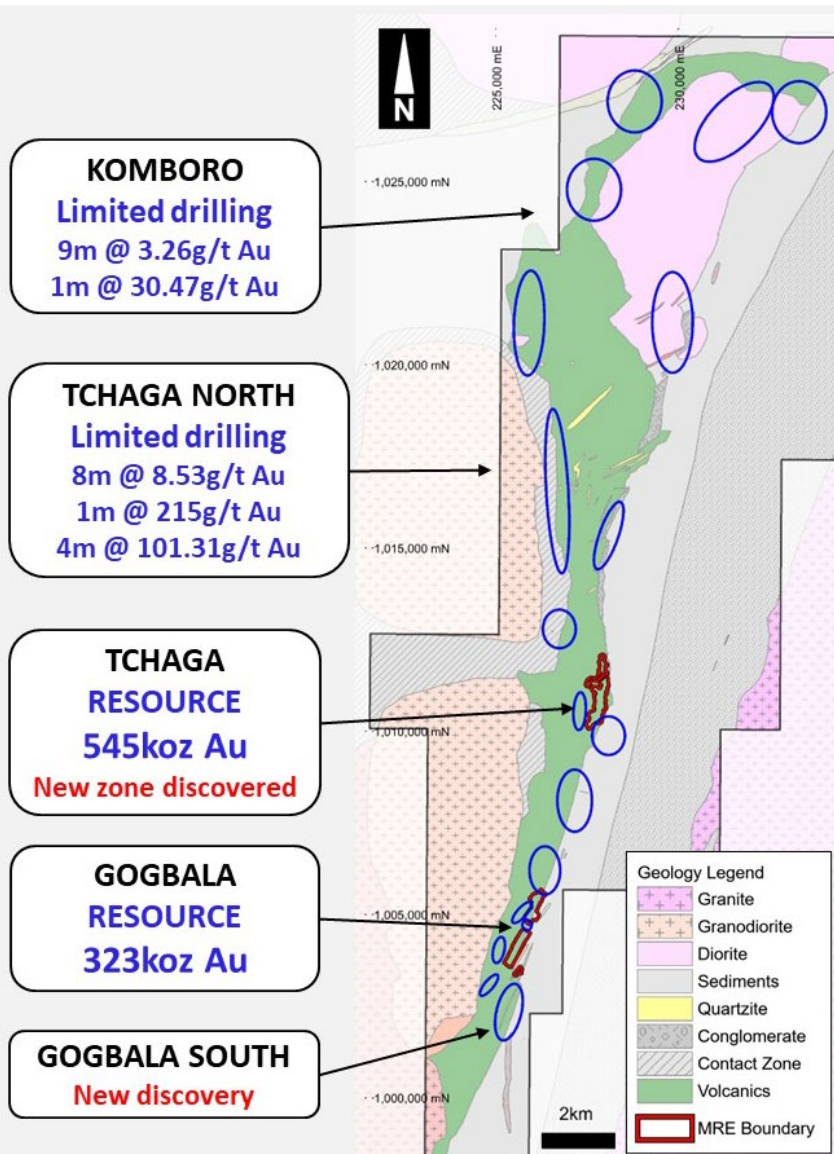 N
225,000 mE
230,000 mE
KOMBORO
Limited drilling
9m @ 3.26g/t Au
1m @ 30.47g/t Au
1,025,000 mN
1,020,000 mN
TCHAGA NORTH
Limited drilling
8m @ 8.53g/t Au
1m @ 215g/t Au
4m @ 101.31g/t Au
1,015,000 mN
TCHAGA
RESOURCE
545koz Au
New zone discovered
1,010,000 mN
GOGBALA
RESOURCE
323koz Au
1,005,000 mN
GOGBALA SOUTH
New discovery
1,000,000 mN
2km
Geology Legend
Granite
Granodiorite
Diorite
Sediments
Quartzite
Conglomerate
Contact Zone
Volcanics
MRE Boundary